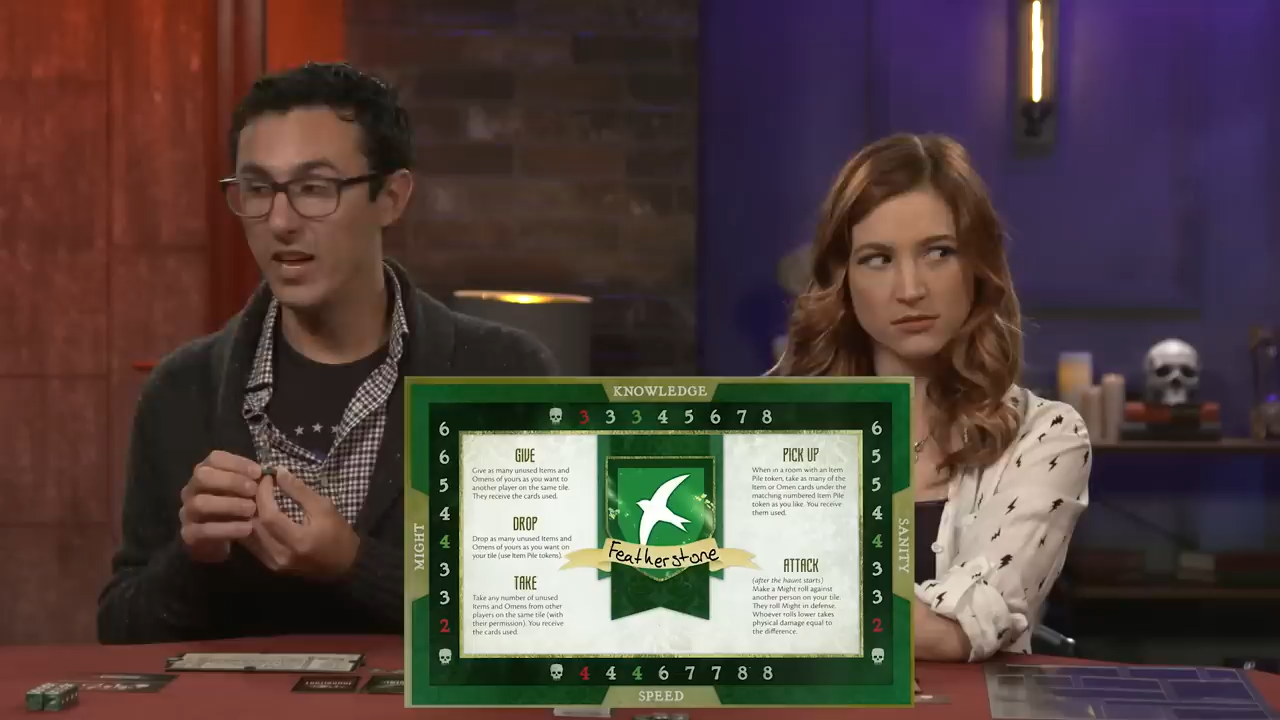 KNOWLEDGE
3 3 3 4 5 6 7 8
6
6
5
4
4
3
3
2
MIGHT
GIVE
Give as many unused Items and
Omens of yours as you want to
another player on the same tile.
They receive the cards used.
DROP
Drop as many unused Items and
Omens of yours as you want on
your tile (use Item Pile tokens).
TAKE
Take any number of unused
Items and Omens from other
players on the same tile (with
their permission). You receive
the cards used.
Featherstone
PICK UP
When in a room with an Item
Pile token, take as many of the
Item or Omen cards under the
matching numbered Item Pile
token as you like. You receive
them used.
ATTACK
(after the haunt starts)
Make a Might roll against
another person on your tile.
They roll Might in defense.
Whoever rolls lower takes
physical damage equal to
the difference.
6
5
5
4
4
3
3
2
SANITY
4 4 4 6 7 7 8 8
SPEED